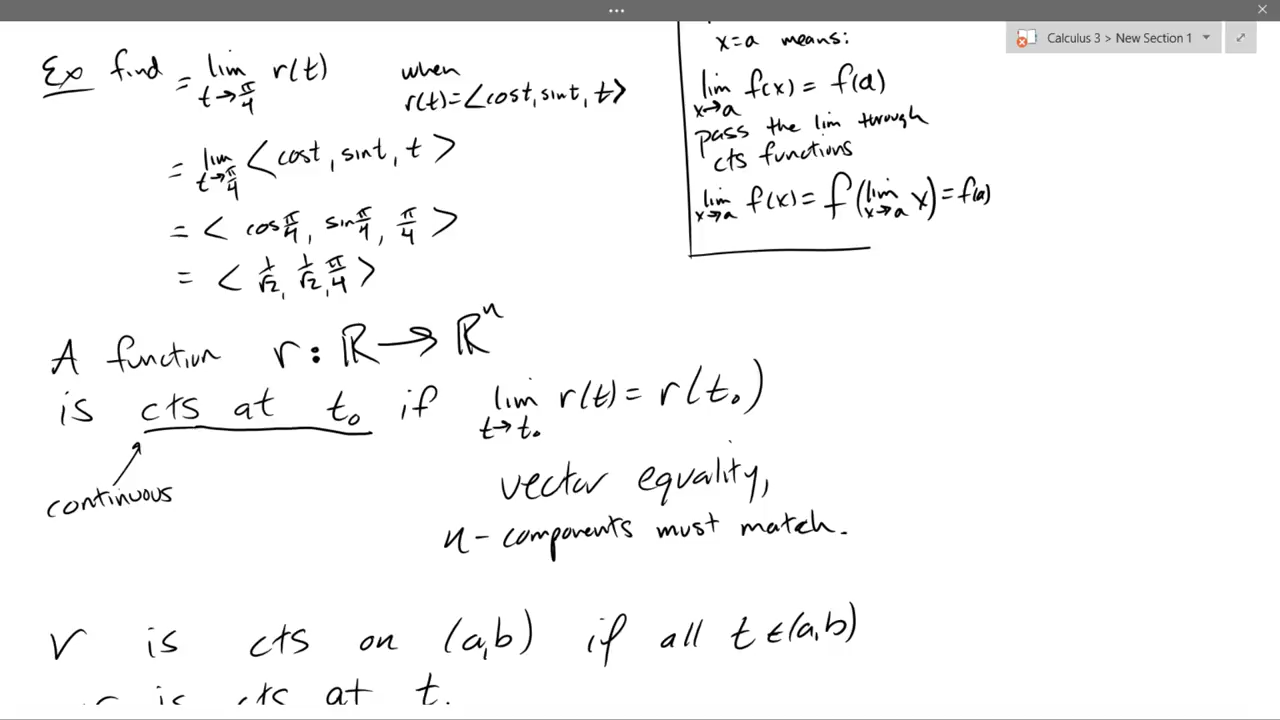 Calculus 3 > New Section 1
Ex find = lim t→π/4 r(t) when
r(t)=<cost, sint, t>
= lim t→π/4 <cost, sint, t>
= <cos π/4, sin π/4, π/4>
= <1/√2, 1/√2, π/4>
x=a means:
lim x→a f(x) = f(a)
pass the lim through
cts functions
lim x→a f(x) = f(lim x→a x) = f(a)
A function r: ℝ → ℝⁿ
is cts at t₀ if lim t→t₀ r(t) = r(t₀)
continuous
vector equality,
n-components must match.
r is cts on (a,b) if all t∈(a,b)
r is cts at t.